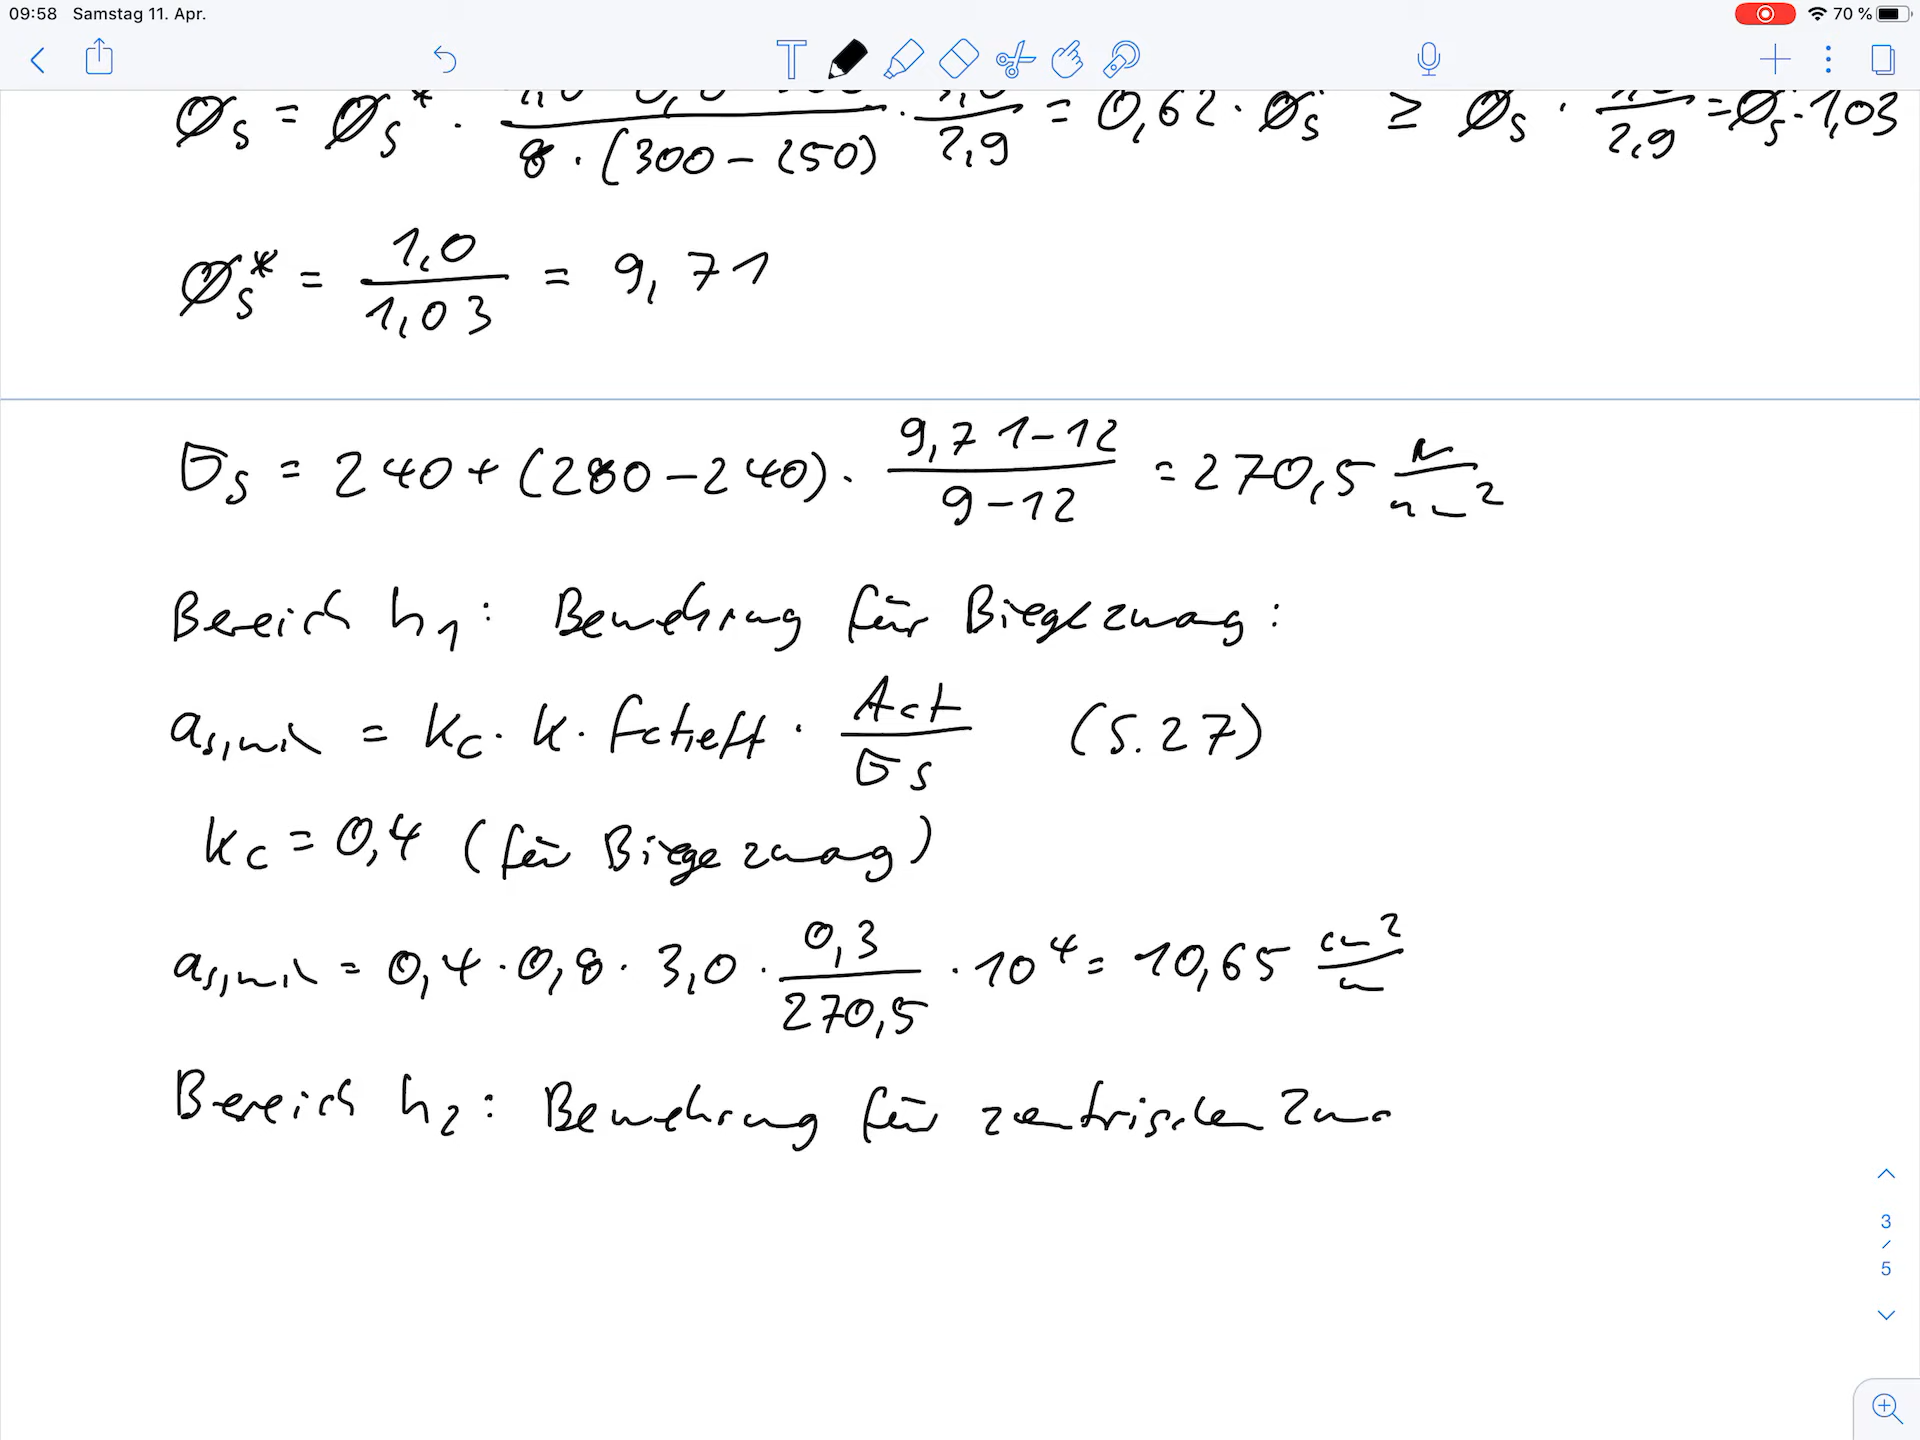 09:58 Samstag 11. Apr. 70 %
T
Øs = Øs* · / 8 · (300 – 250) · / 2,9 = 0,62 · Øs* ≥ Øs* · / 2,9 = Øs* · 1,03
Øs* = 1,0 / 1,03 = 9,71
σs = 240 + (280 – 240) · 9,71 – 12 / 9 – 12 = 270,5 N / mm²
Bereich h1: Bewehrung für Biegezwang:
as,min = kc · k · fct,eff · Act / σs (5.27)
kc = 0,4 (für Biegezwang)
as,min = 0,4 · 0,8 · 3,0 · 0,3 / 270,5 · 10⁴ = 10,65 cm² / m
Bereich h2: Bewehrung für zentrischen
3 / 5